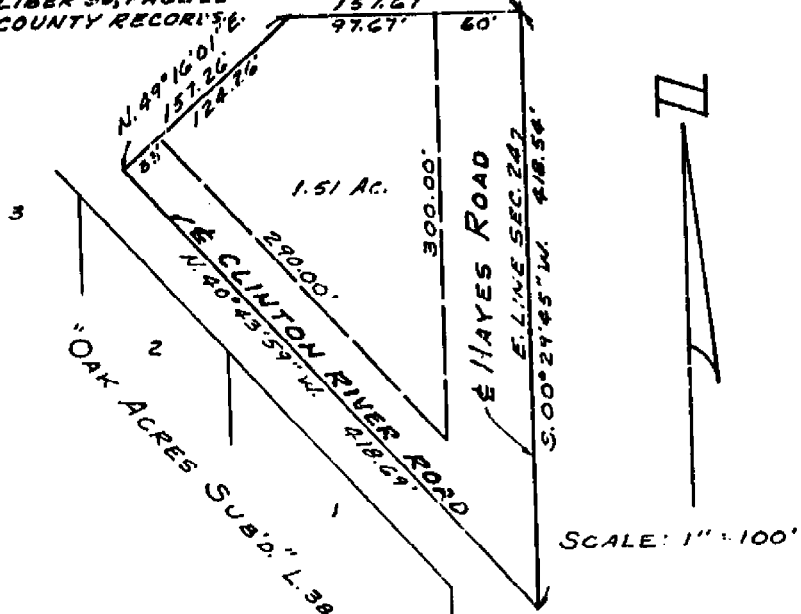 COUNTY RECORDS.
157.67'
97.67'
60'
N. 49°16'01" E.
157.26'
124.26'
33'
1.51 Ac.
300.00'
290.00'
℄ CLINTON RIVER ROAD
N. 40°43'59" W.
418.69'
℄ HAYES ROAD
E. LINE SEC. 24
S. 00°29'45" W. 418.54'
3
2
1
"OAK ACRES SUB'D." L. 38
SCALE: 1" = 100'